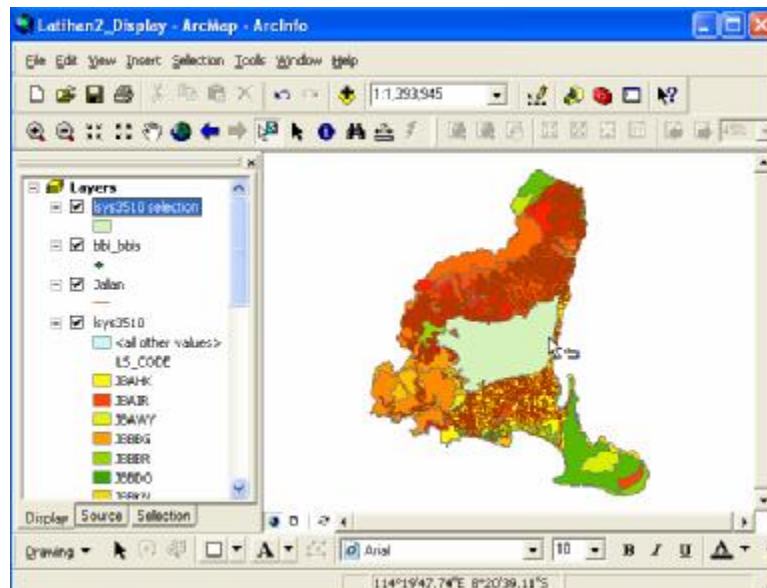 Latihan2_Display - ArcMap - ArcInfo
File Edit View Insert Selection Tools Window Help
1:1,393,945
Layers
lsys3510 selection
bbi_bbis
Jalan
lsys3510
<all other values>
LS_CODE
JBAHK
JBAIR
JBAWY
JBBBG
JBBBR
JBBDO
Display Source Selection
Drawing
Arial
10
B I U A
114°19'47.74"E 8°20'39.11"S